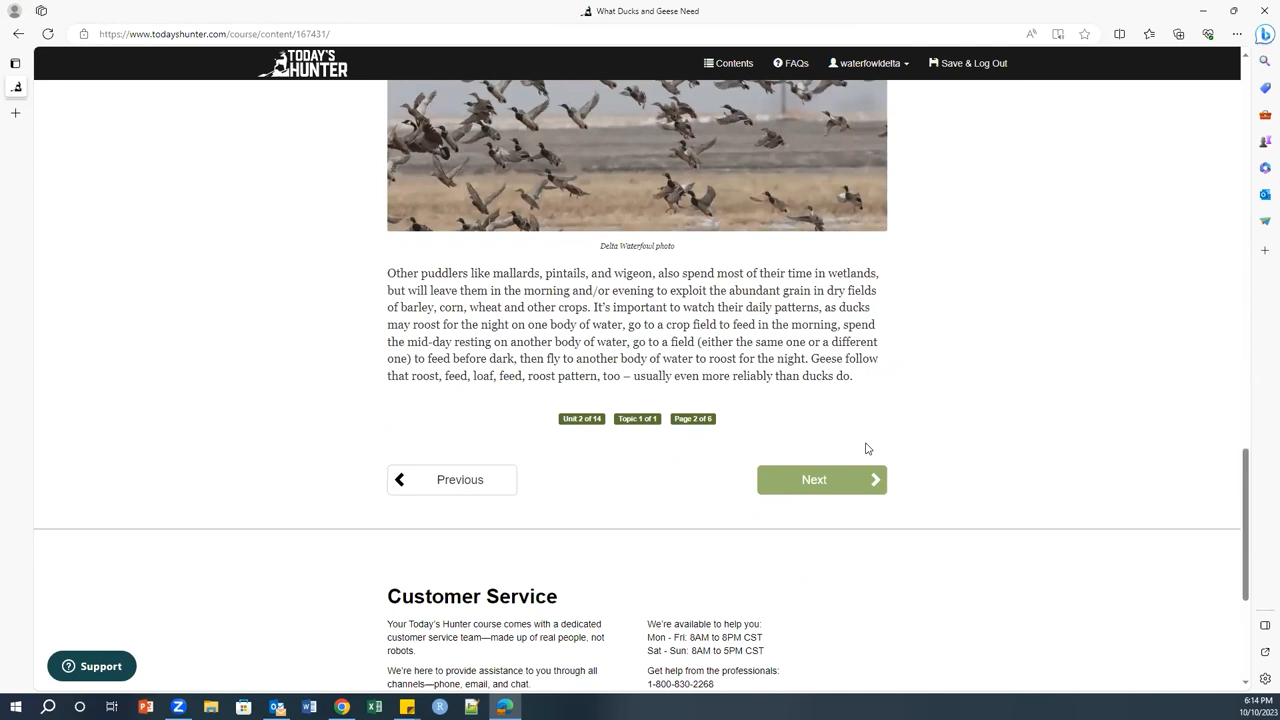 What Ducks and Geese Need
https://www.todayshunter.com/course/content/167431/
TODAY'S
HUNTER
Contents
FAQs
waterfowldelta
Save & Log Out
Delta Waterfowl photo
Other puddlers like mallards, pintails, and wigeon, also spend most of their time in wetlands,
but will leave them in the morning and/or evening to exploit the abundant grain in dry fields
of barley, corn, wheat and other crops. It's important to watch their daily patterns, as ducks
may roost for the night on one body of water, go to a crop field to feed in the morning, spend
the mid-day resting on another body of water, go to a field (either the same one or a different
one) to feed before dark, then fly to another body of water to roost for the night. Geese follow
that roost, feed, loaf, feed, roost pattern, too – usually even more reliably than ducks do.
Unit 2 of 14
Topic 1 of 1
Page 2 of 6
Previous
Next
Customer Service
Your Today's Hunter course comes with a dedicated
customer service team—made up of real people, not
robots.
We're here to provide assistance to you through all
channels—phone, email, and chat.
We're available to help you:
Mon - Fri: 8AM to 8PM CST
Sat - Sun: 8AM to 5PM CST
Get help from the professionals:
1-800-830-2268
Support
6:14 PM
10/10/2023